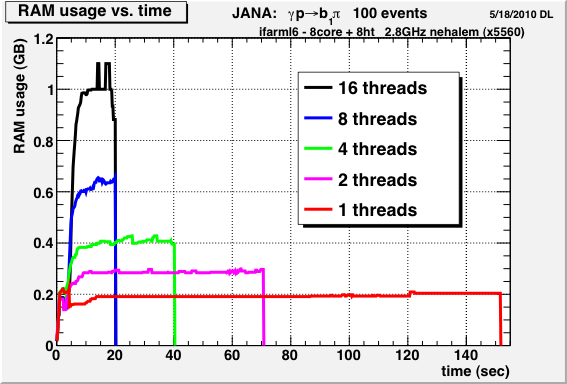 RAM usage vs. time
JANA: γp→b₁π 100 events
5/18/2010 DL
ifarml6 - 8core + 8ht 2.8GHz nehalem (x5560)
RAM usage (GB)
1.2
1
0.8
0.6
0.4
0.2
0
16 threads
8 threads
4 threads
2 threads
1 threads
0 20 40 60 80 100 120 140
time (sec)